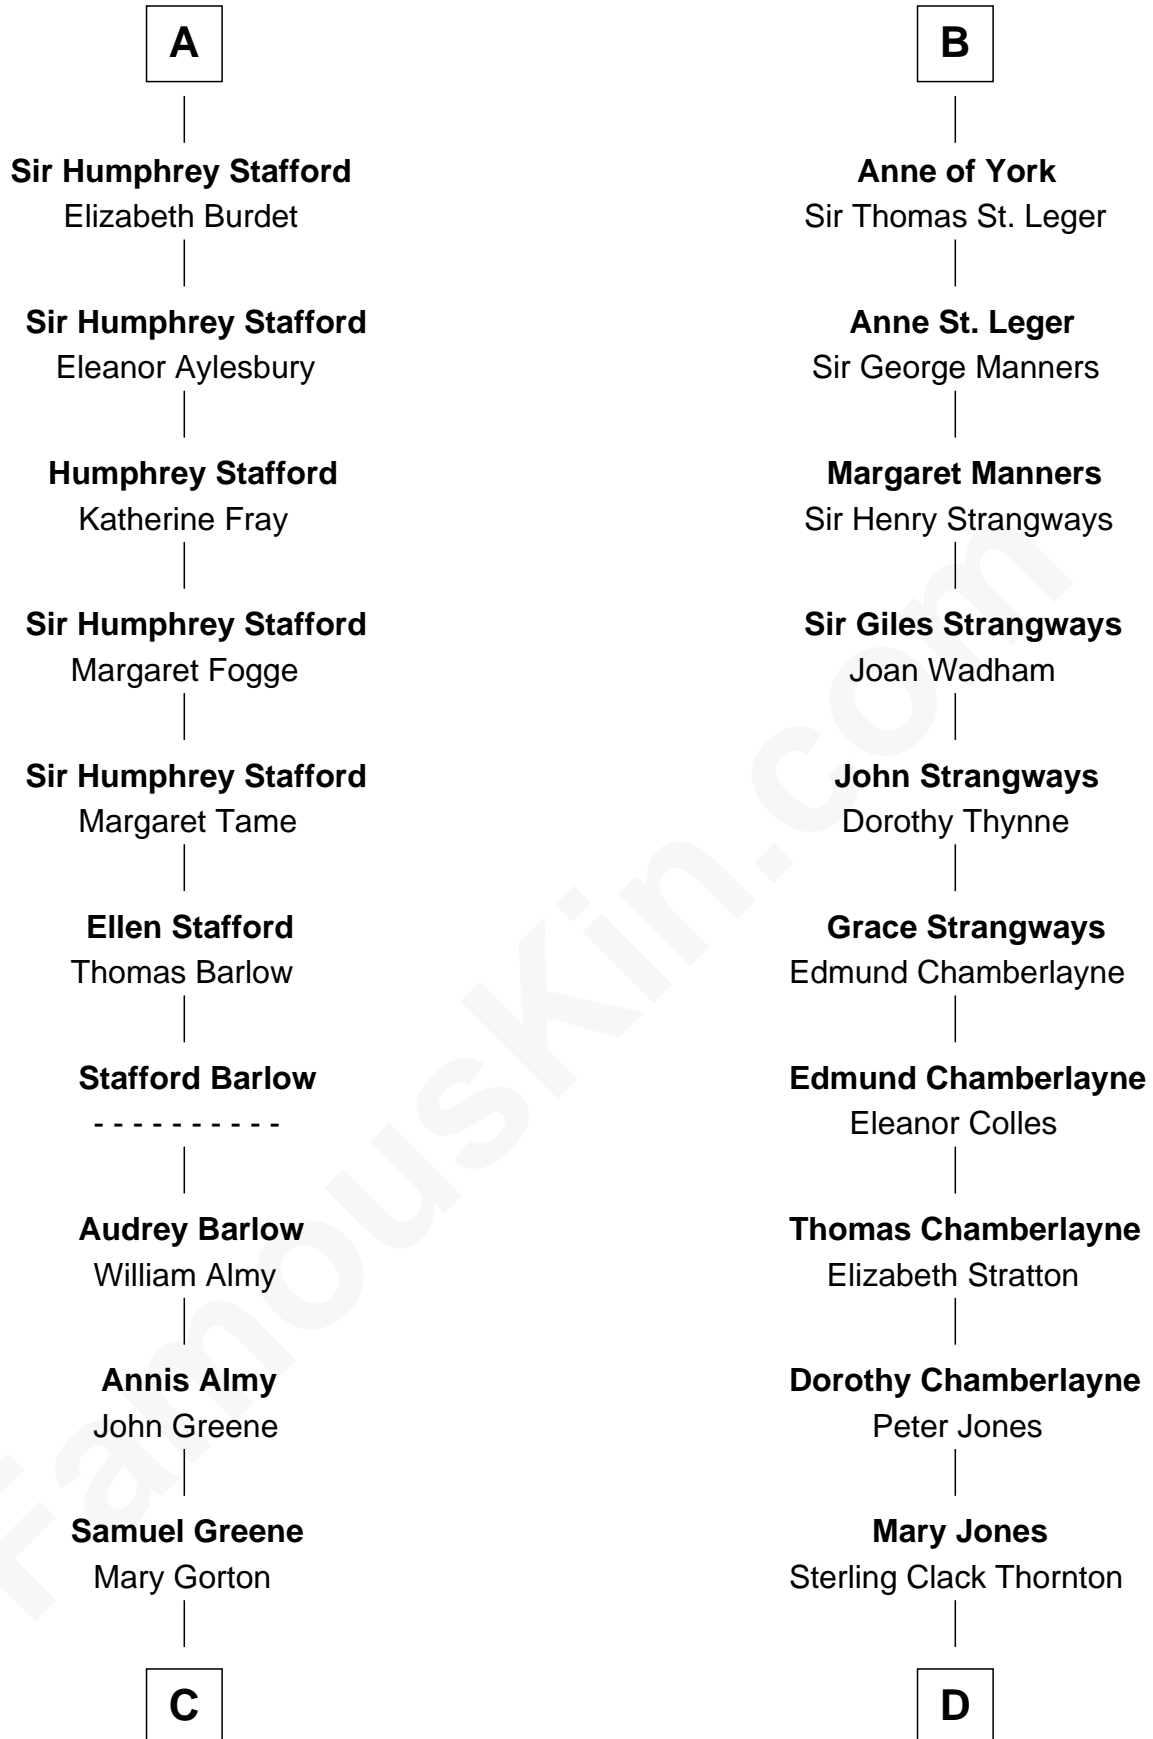 A
Sir Humphrey Stafford
Elizabeth Burdet
Sir Humphrey Stafford
Eleanor Aylesbury
Humphrey Stafford
Katherine Fray
Sir Humphrey Stafford
Margaret Fogge
Sir Humphrey Stafford
Margaret Tame
Ellen Stafford
Thomas Barlow
Stafford Barlow
- - - - - - - - - -
Audrey Barlow
William Almy
Annis Almy
John Greene
Samuel Greene
Mary Gorton
C
B
Anne of York
Sir Thomas St. Leger
Anne St. Leger
Sir George Manners
Margaret Manners
Sir Henry Strangways
Sir Giles Strangways
Joan Wadham
John Strangways
Dorothy Thynne
Grace Strangways
Edmund Chamberlayne
Edmund Chamberlayne
Eleanor Colles
Thomas Chamberlayne
Elizabeth Stratton
Dorothy Chamberlayne
Peter Jones
Mary Jones
Sterling Clack Thornton
D
FamousKin.com